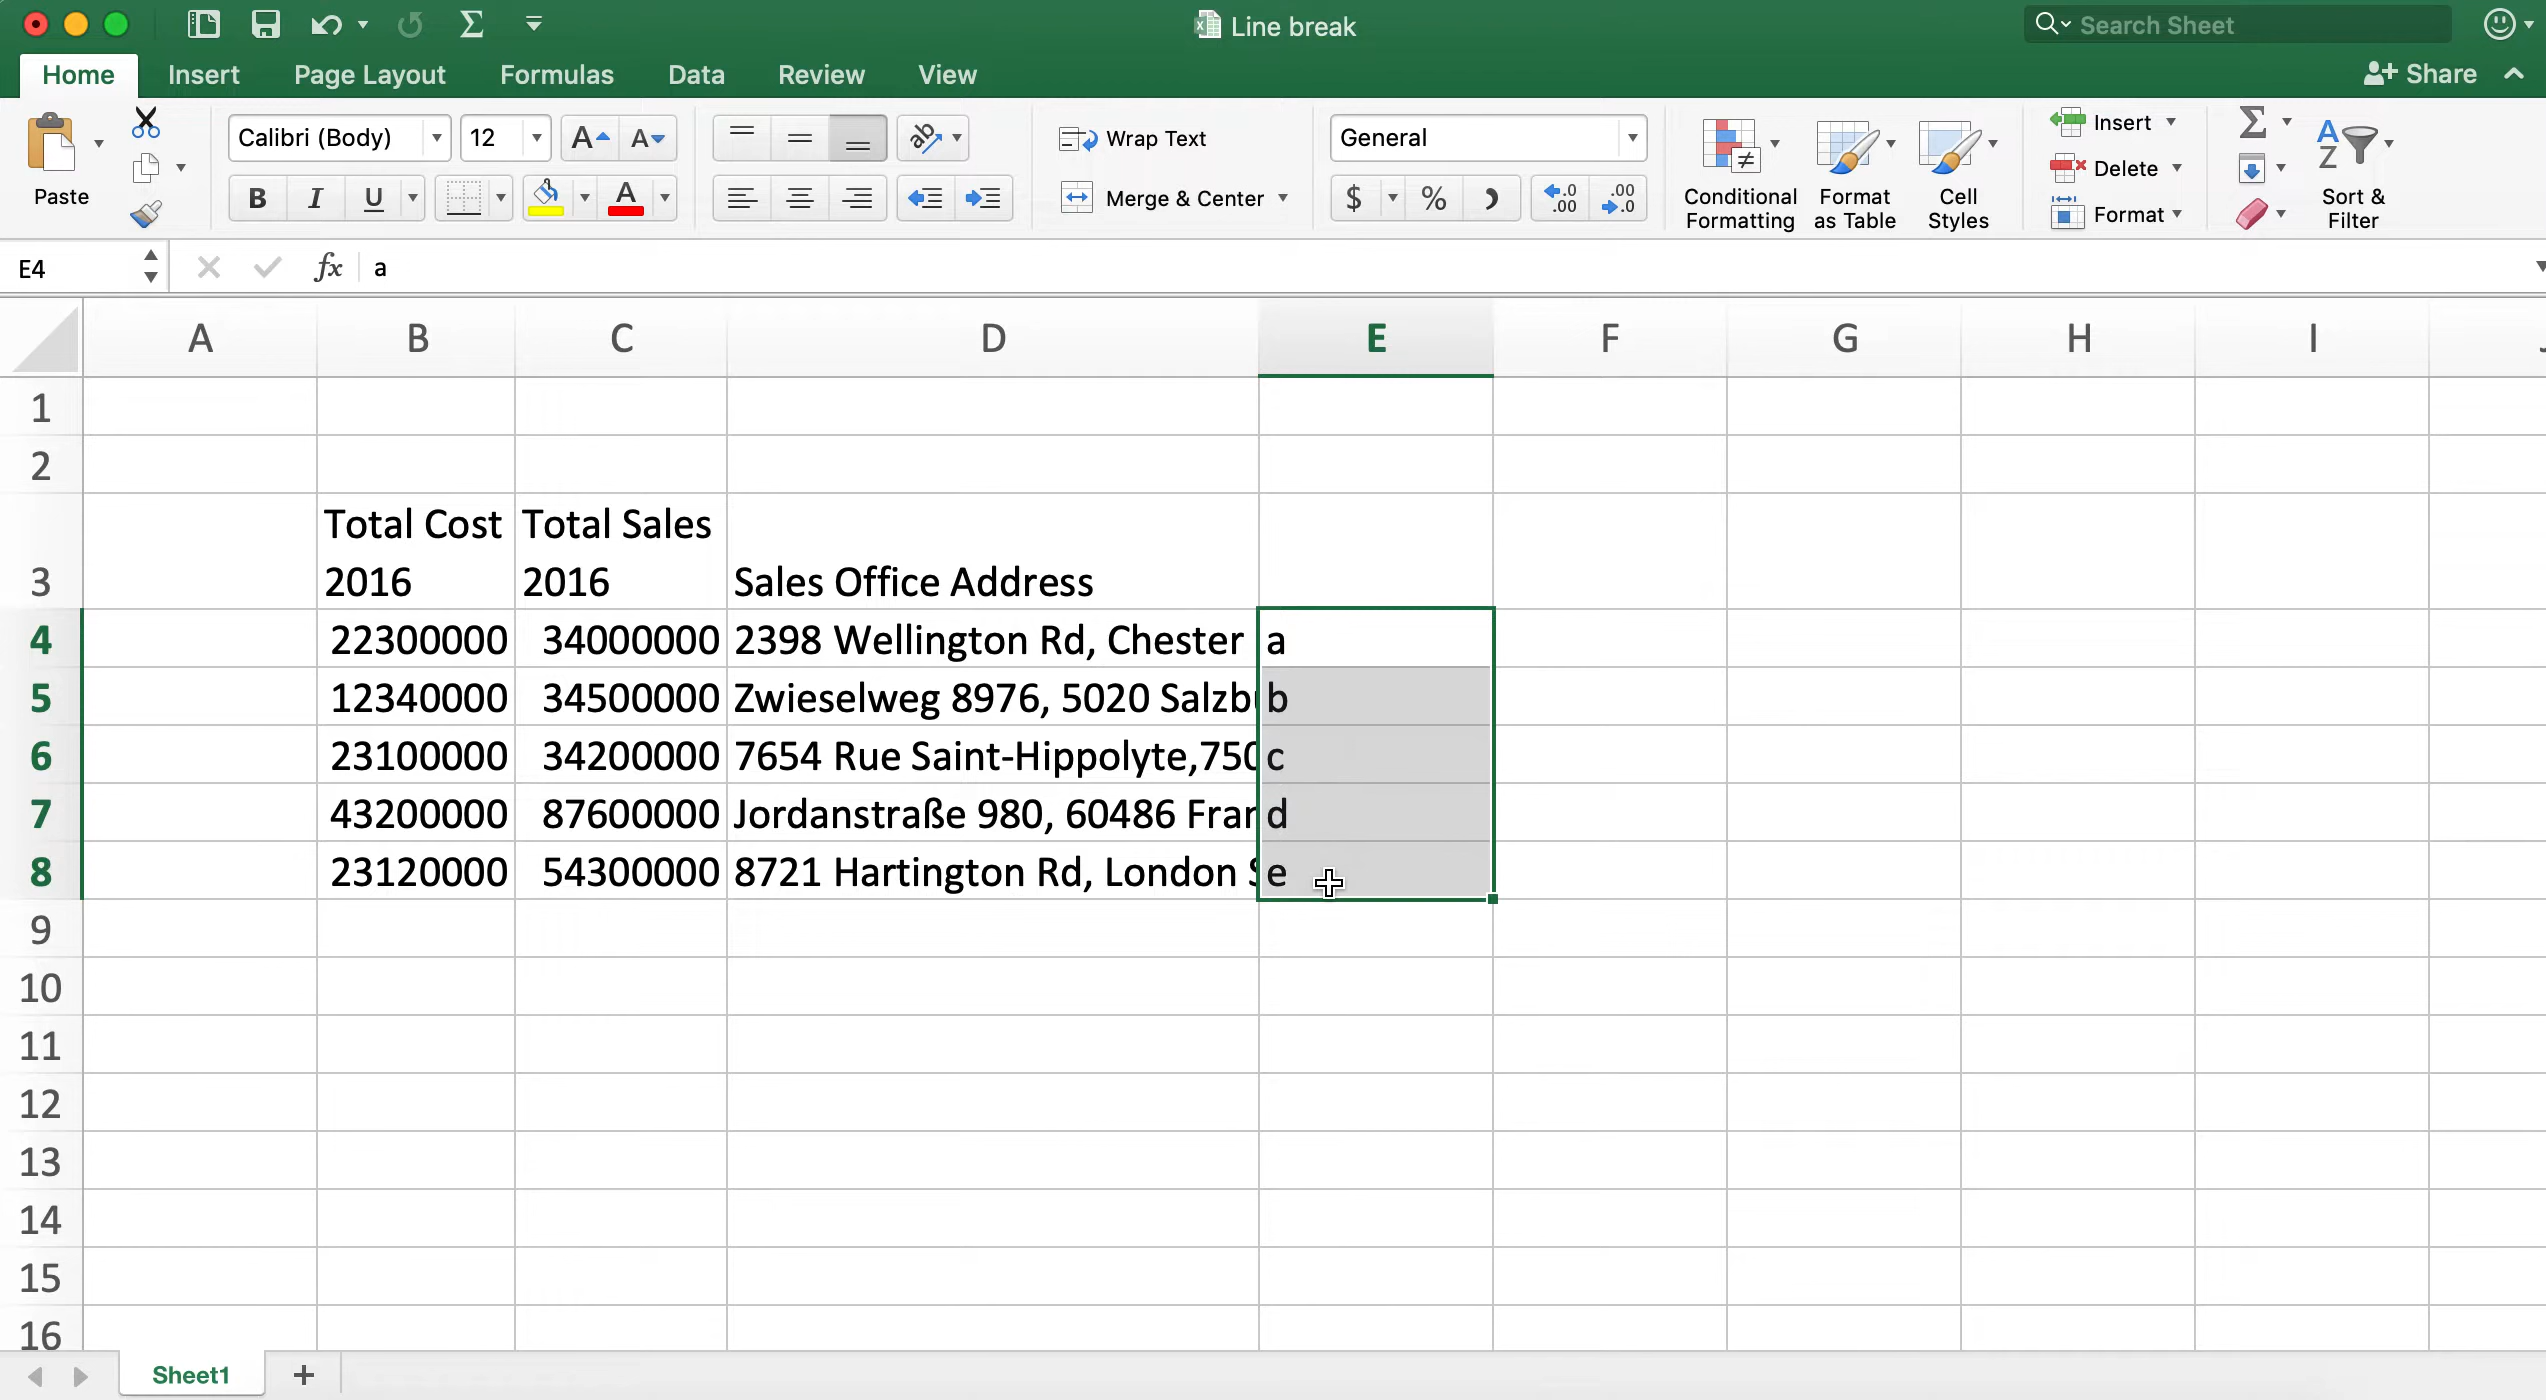 Line break
Search Sheet
Home Insert Page Layout Formulas Data Review View Share
Paste
Calibri (Body) 12
B I U A
Wrap Text
Merge & Center
General
$ %
Conditional Formatting
Format as Table
Cell Styles
Insert
Delete
Format
Sort & Filter
E4 fx a
A B C D E F G H I
1
2
3 Total Cost 2016 Total Sales 2016 Sales Office Address
4 22300000 34000000 2398 Wellington Rd, Chester a
5 12340000 34500000 Zwieselweg 8976, 5020 Salzb b
6 23100000 34200000 7654 Rue Saint-Hippolyte,750 c
7 43200000 87600000 Jordanstraße 980, 60486 Fran d
8 23120000 54300000 8721 Hartington Rd, London S e
9
10
11
12
13
14
15
16
Sheet1 +